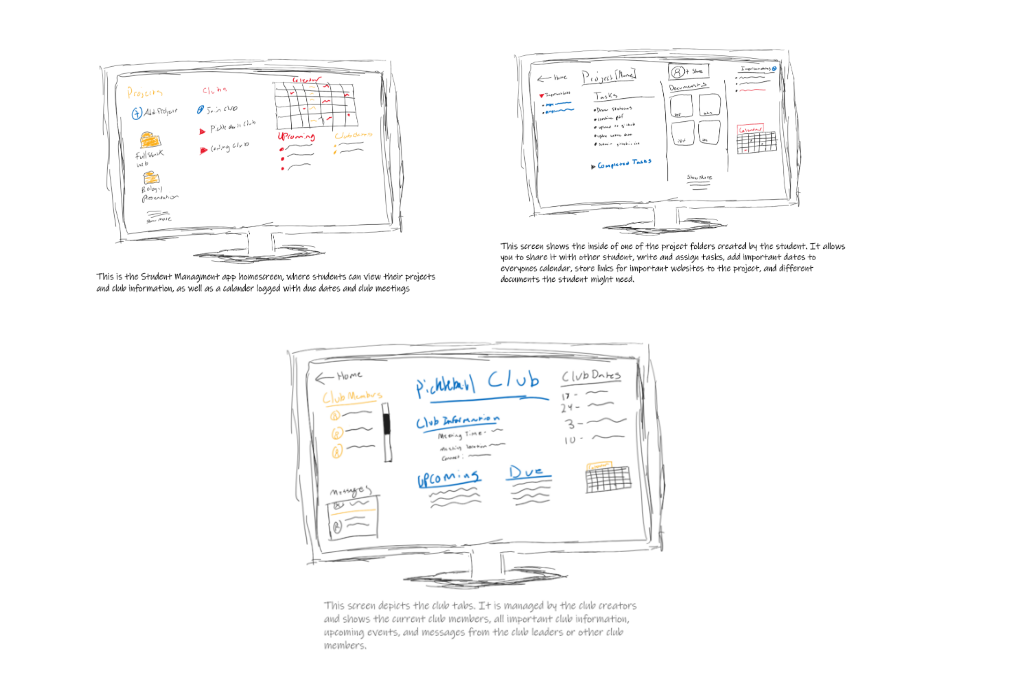 Projects
Clubs
Calendar
Add Project
Join Club
Pickleball Club
Coding Club
Upcoming
Club Dates
Full Stack
Biology
Presentation
This is the Student Managment app homescreen, where students can view their projects
and club information, as well as a calander logged with due dates and club meetings
Home
Project [Name]
+ Share
Documents
Tasks
Completed Tasks
Calendar
Show More
This screen shows the inside of one of the project folders created by the student. It allows
you to share it with other student, write and assign tasks, add important dates to
everyones calendar, store links for important websites to the project, and different
documents the student might need.
Home
Pickleball Club
Club Dates
Club Members
17 -
24 -
3 -
10 -
Club Information
Meeting Time -
Meeting Location
Contact :
Upcoming
Due
Messages
This screen depicts the club tabs. It is managed by the club creators
and shows the current club members, all important club information,
upcoming events, and messages from the club leaders or other club
members.